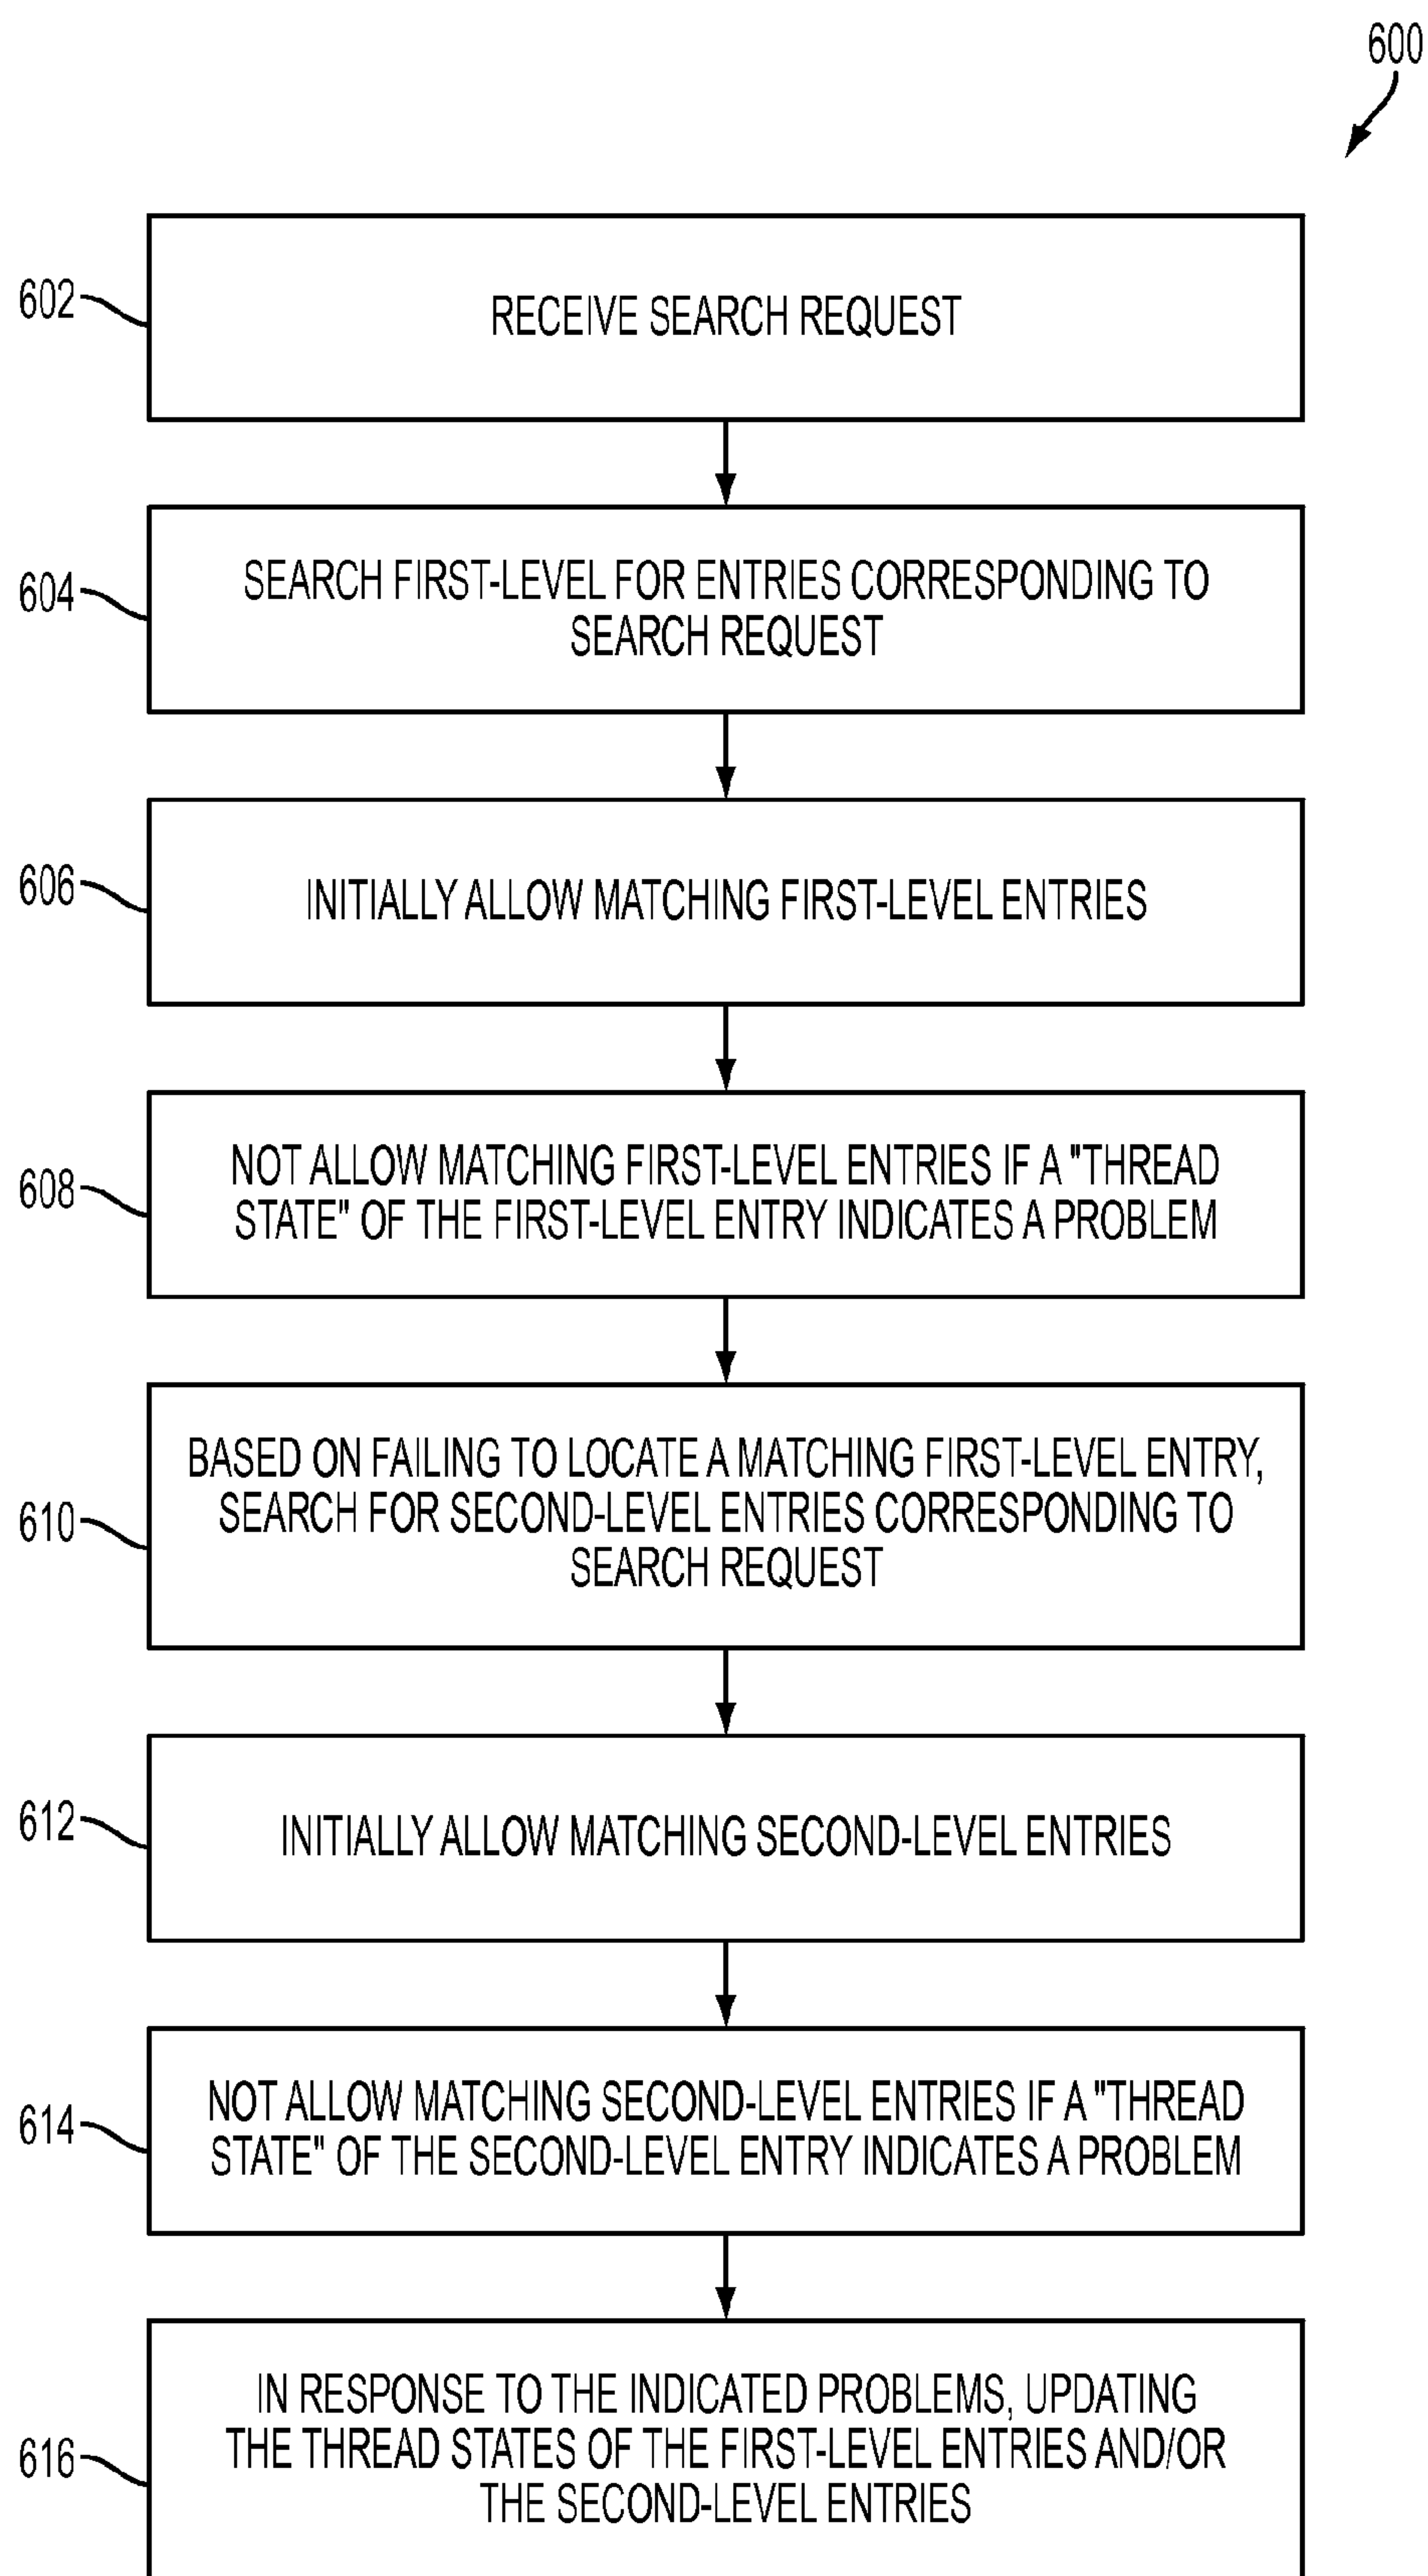 600
602
RECEIVE SEARCH REQUEST
604
SEARCH FIRST-LEVEL FOR ENTRIES CORRESPONDING TO
SEARCH REQUEST
606
INITIALLY ALLOW MATCHING FIRST-LEVEL ENTRIES
608
NOT ALLOW MATCHING FIRST-LEVEL ENTRIES IF A "THREAD
STATE" OF THE FIRST-LEVEL ENTRY INDICATES A PROBLEM
610
BASED ON FAILING TO LOCATE A MATCHING FIRST-LEVEL ENTRY,
SEARCH FOR SECOND-LEVEL ENTRIES CORRESPONDING TO
SEARCH REQUEST
612
INITIALLY ALLOW MATCHING SECOND-LEVEL ENTRIES
614
NOT ALLOW MATCHING SECOND-LEVEL ENTRIES IF A "THREAD
STATE" OF THE SECOND-LEVEL ENTRY INDICATES A PROBLEM
616
IN RESPONSE TO THE INDICATED PROBLEMS, UPDATING
THE THREAD STATES OF THE FIRST-LEVEL ENTRIES AND/OR
THE SECOND-LEVEL ENTRIES